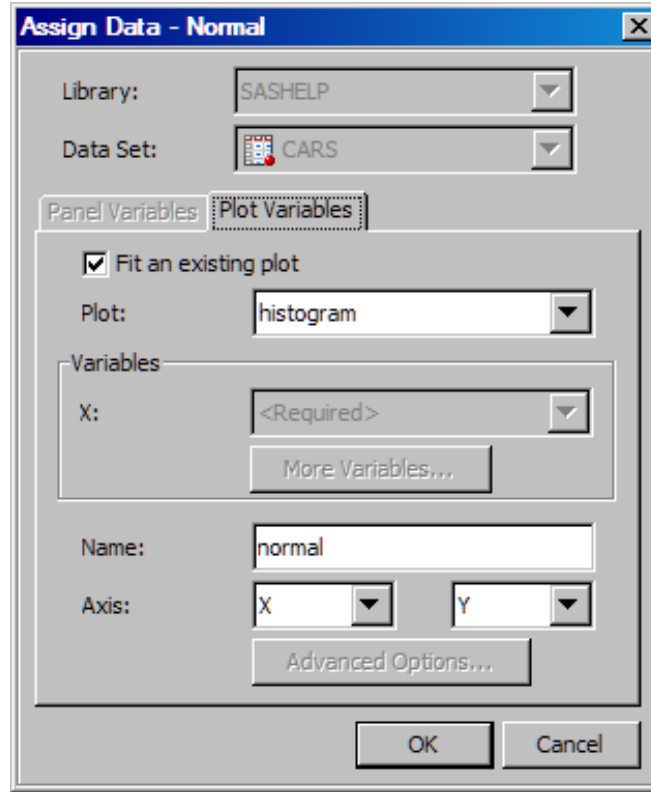 Assign Data - Normal
Library: SASHELP
Data Set: CARS
Panel Variables Plot Variables
Fit an existing plot
Plot: histogram
Variables
X: <Required>
More Variables...
Name: normal
Axis: X Y
Advanced Options...
OK Cancel